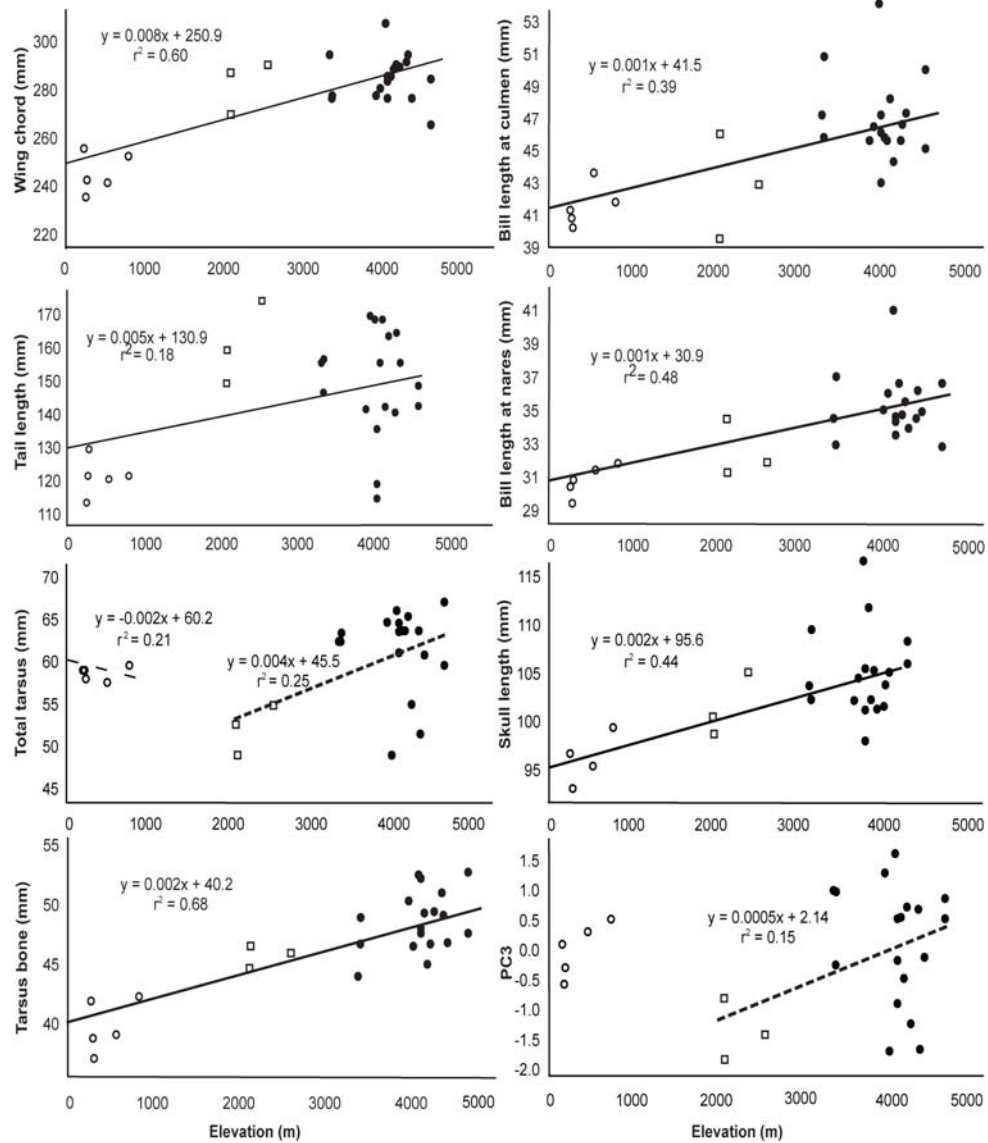 Wing chord (mm)
300
280
260
240
220
y = 0.008x + 250.9
r² = 0.60
0 1000 2000 3000 4000 5000
Bill length at culmen (mm)
53
51
49
47
45
43
41
39
y = 0.001x + 41.5
r² = 0.39
0 1000 2000 3000 4000 5000
Tail length (mm)
170
160
150
140
130
120
110
y = 0.005x + 130.9
r² = 0.18
0 1000 2000 3000 4000 5000
Bill length at nares (mm)
41
39
37
35
33
31
29
y = 0.001x + 30.9
r² = 0.48
0 1000 2000 3000 4000 5000
Total tarsus (mm)
70
65
60
55
50
45
y = -0.002x + 60.2
r² = 0.21
y = 0.004x + 45.5
r² = 0.25
0 1000 2000 3000 4000 5000
Skull length (mm)
115
110
105
100
95
y = 0.002x + 95.6
r² = 0.44
0 1000 2000 3000 4000 5000
Tarsus bone (mm)
55
50
45
40
y = 0.002x + 40.2
r² = 0.68
0 1000 2000 3000 4000 5000
Elevation (m)
PC3
1.5
1.0
0.5
0.0
-0.5
-1.0
-1.5
-2.0
y = 0.0005x + 2.14
r² = 0.15
0 1000 2000 3000 4000 5000
Elevation (m)